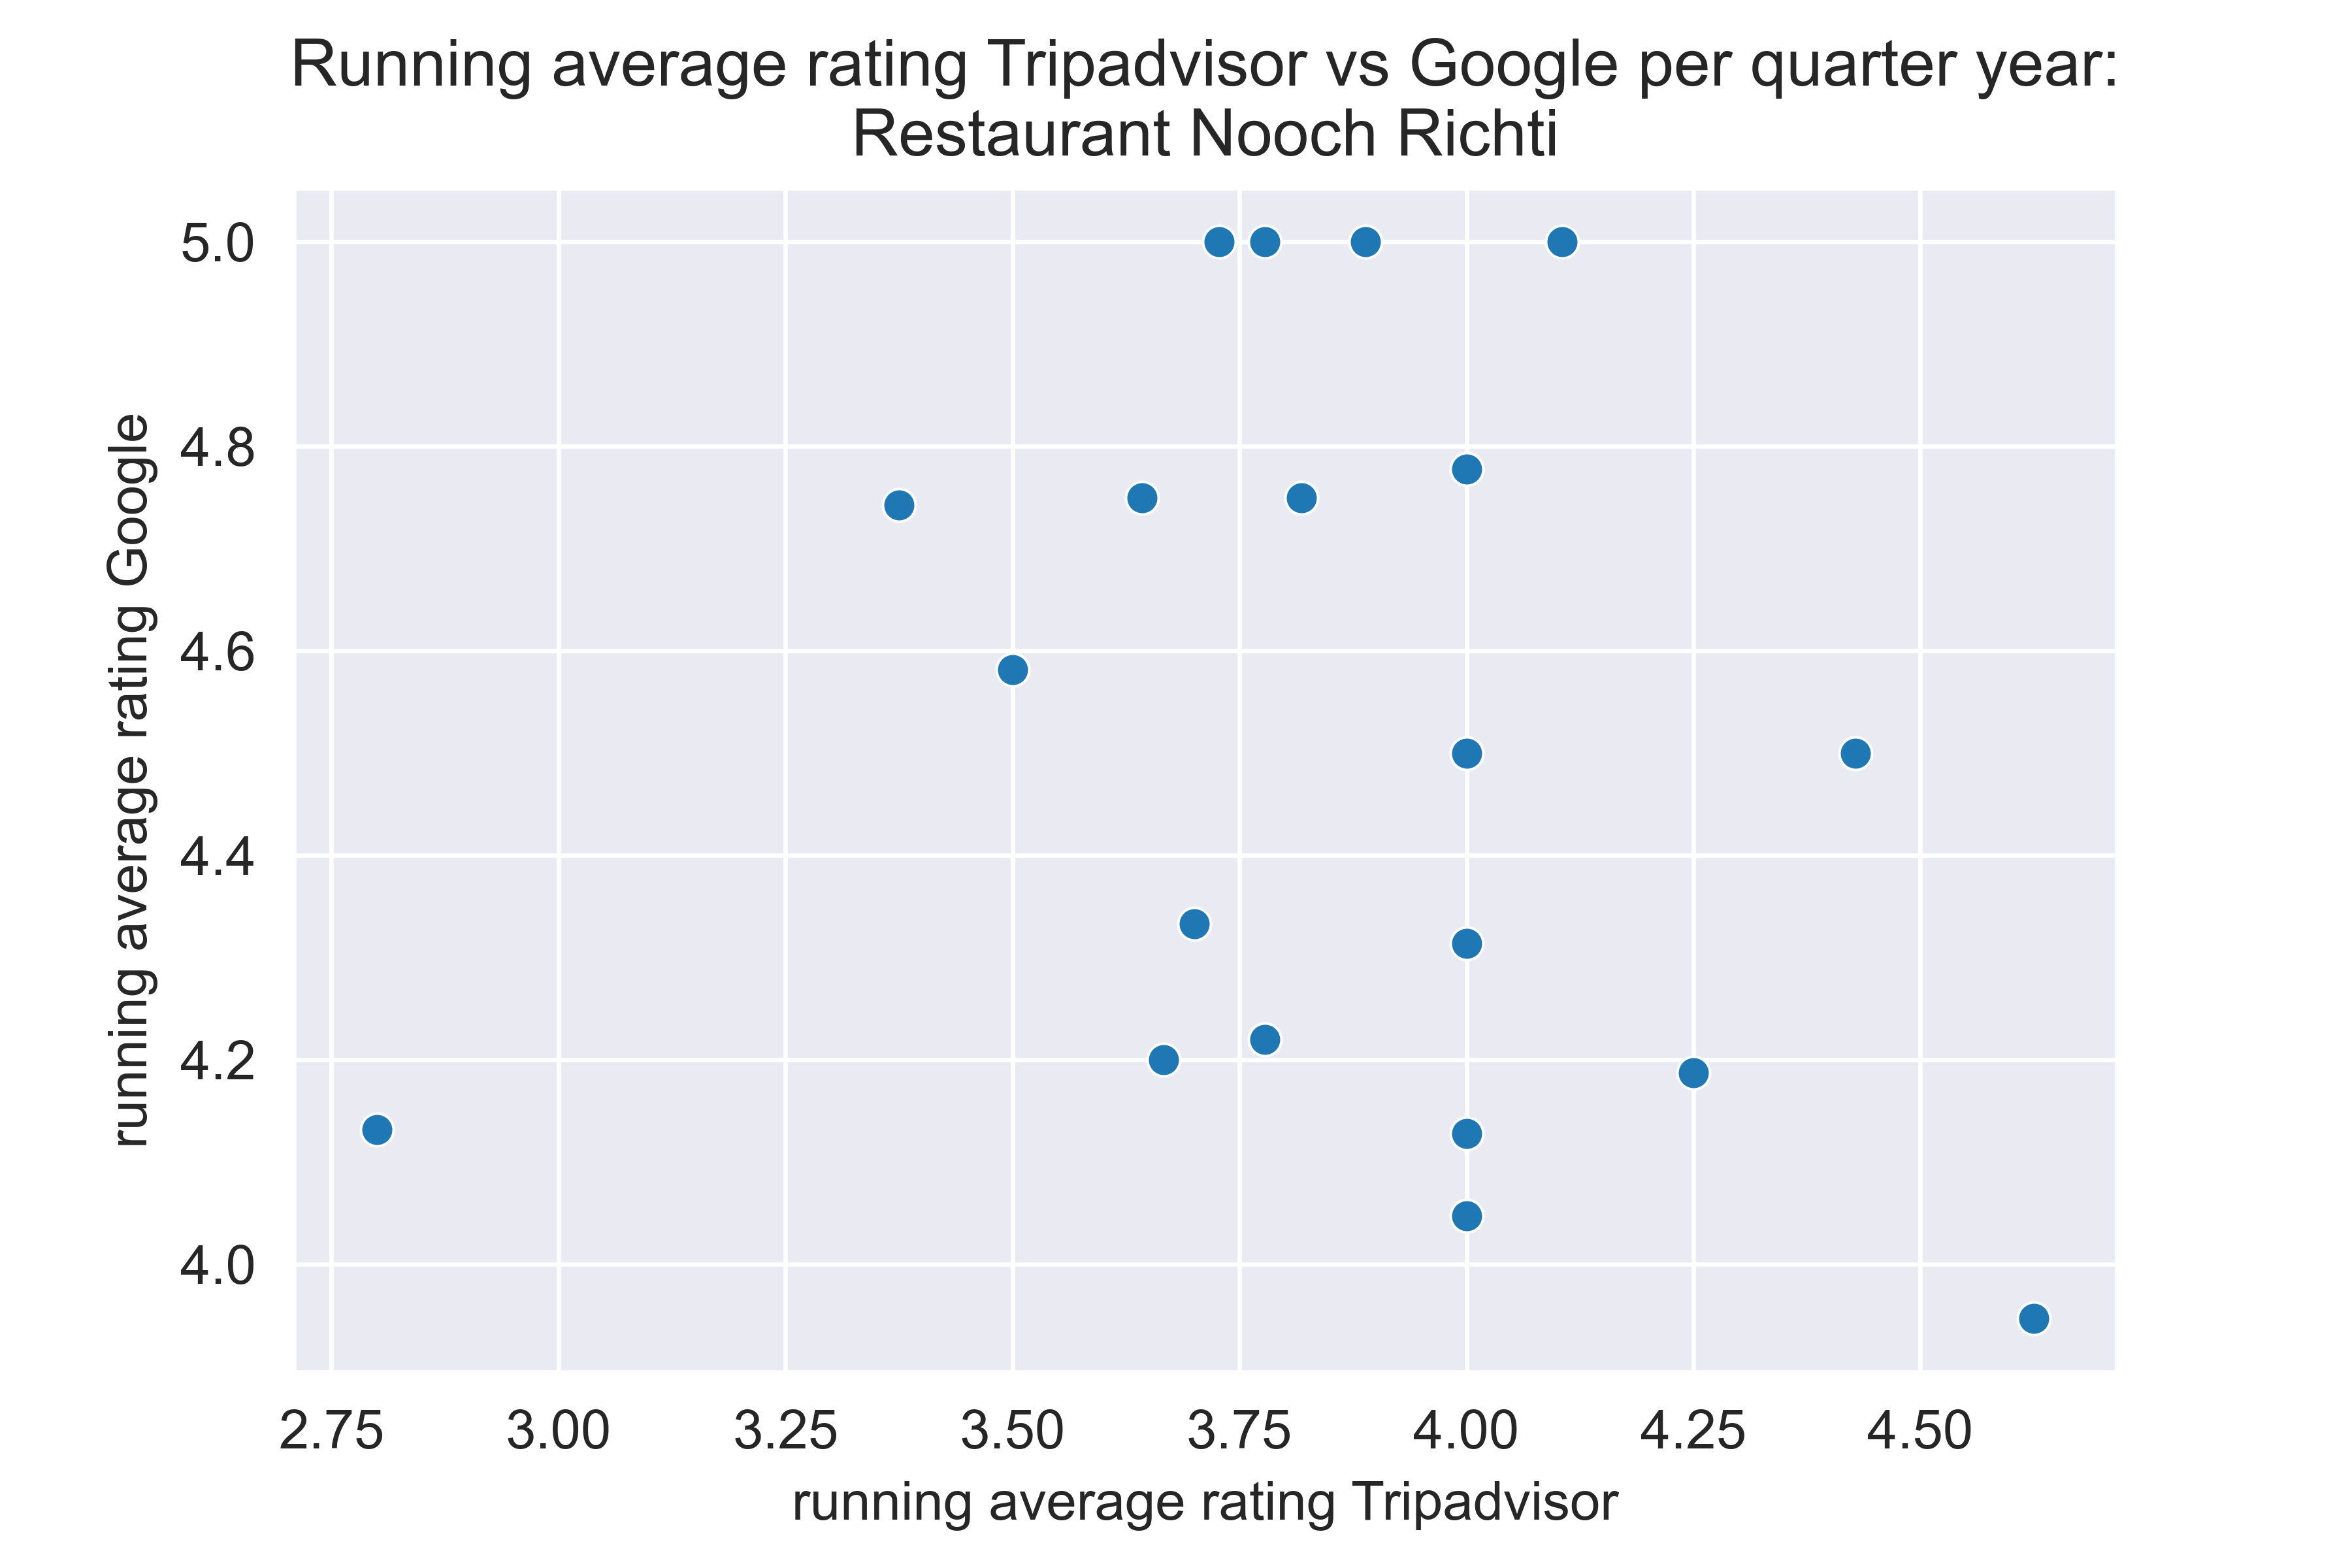 Running average rating Tripadvisor vs Google per quarter year:
Restaurant Nooch Richti
running average rating Google
5.0
4.8
4.6
4.4
4.2
4.0
2.75 3.00 3.25 3.50 3.75 4.00 4.25 4.50
running average rating Tripadvisor